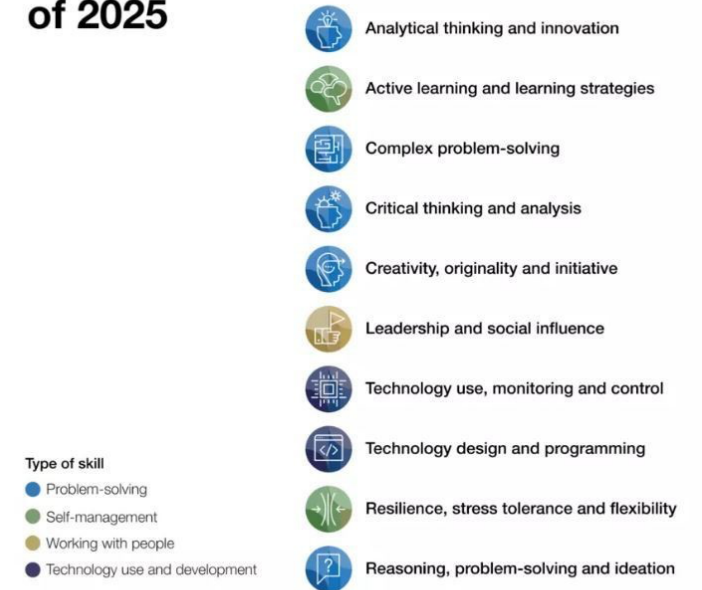 of 2025
Analytical thinking and innovation
Active learning and learning strategies
Complex problem-solving
Critical thinking and analysis
Creativity, originality and initiative
Leadership and social influence
Technology use, monitoring and control
Technology design and programming
Resilience, stress tolerance and flexibility
Reasoning, problem-solving and ideation
Type of skill
Problem-solving
Self-management
Working with people
Technology use and development